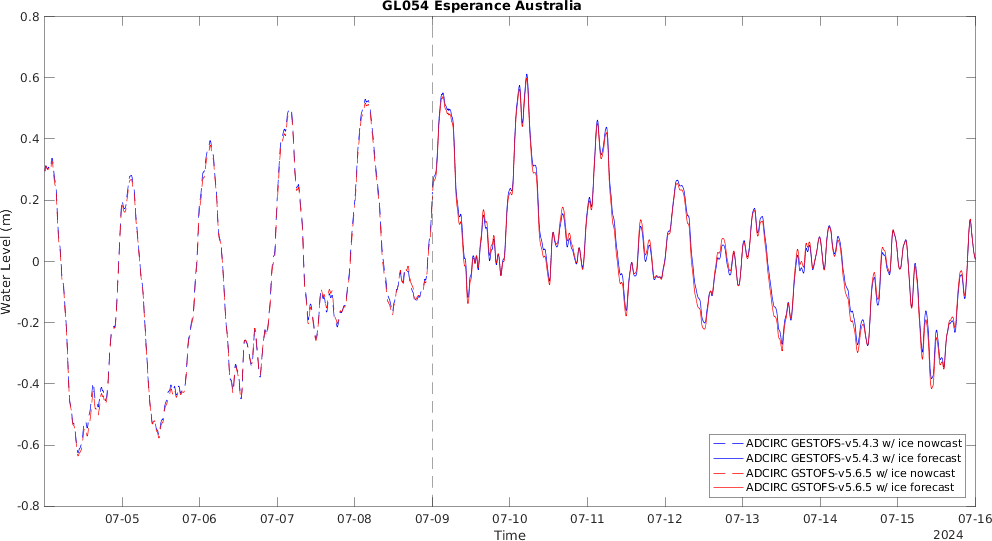 GL054 Esperance Australia
Water Level (m)
0.8
0.6
0.4
0.2
0
-0.2
-0.4
-0.6
-0.8
ADCIRC GESTOFS-v5.4.3 w/ ice nowcast
ADCIRC GESTOFS-v5.4.3 w/ ice forecast
ADCIRC GSTOFS-v5.6.5 w/ ice nowcast
ADCIRC GSTOFS-v5.6.5 w/ ice forecast
07-05 07-06 07-07 07-08 07-09 07-10 07-11 07-12 07-13 07-14 07-15 07-16
Time
2024